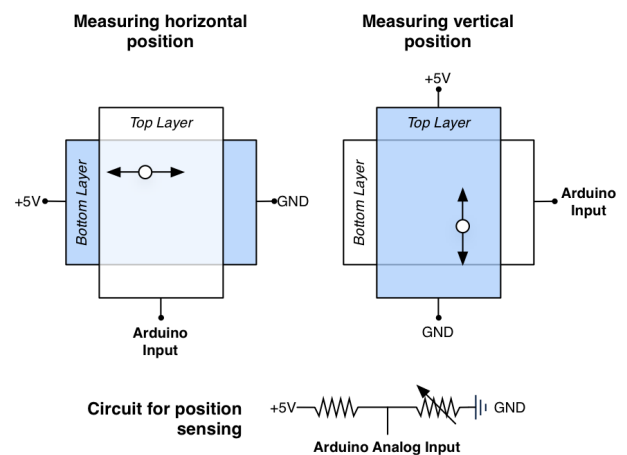 Measuring horizontal
position
Measuring vertical
position
+5V
Top Layer
Top Layer
Bottom Layer
Bottom Layer
+5V
GND
Arduino
Input
Arduino
Input
GND
Circuit for position
sensing
+5V
GND
Arduino Analog Input